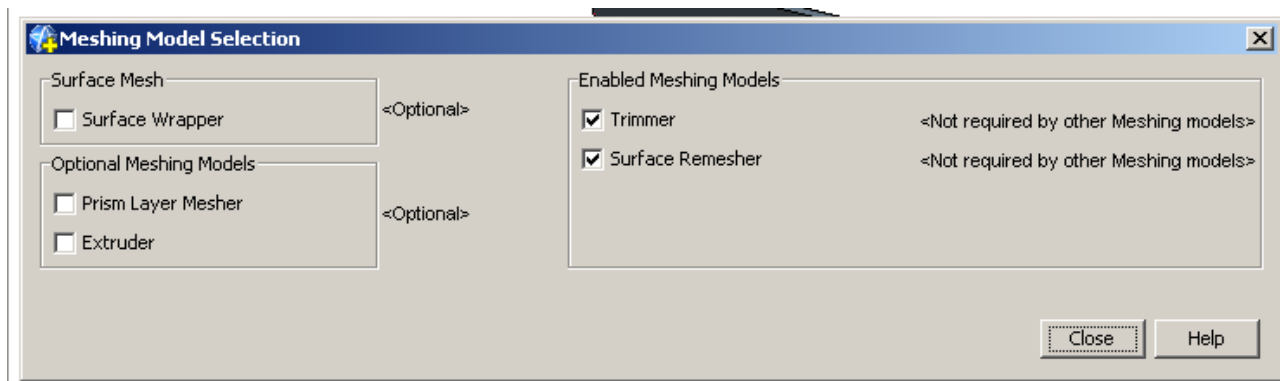 Meshing Model Selection
Surface Mesh
Surface Wrapper
<Optional>
Optional Meshing Models
Prism Layer Mesher
Extruder
<Optional>
Enabled Meshing Models
Trimmer <Not required by other Meshing models>
Surface Remesher <Not required by other Meshing models>
Close Help